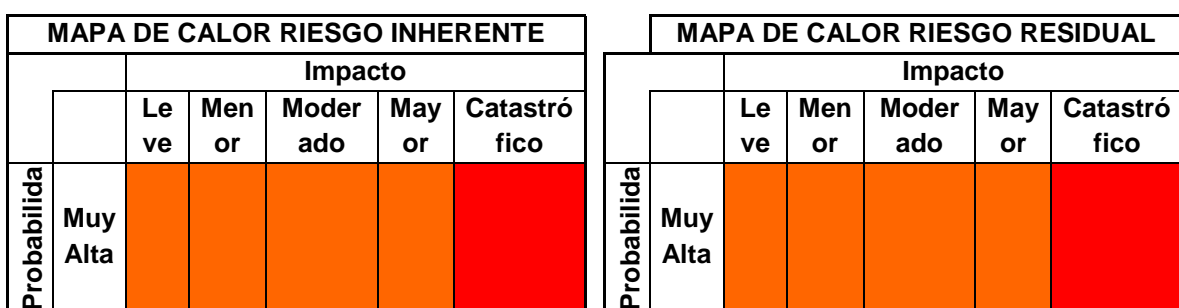 MAPA DE CALOR RIESGO INHERENTE
Impacto
Le
ve
Men
or
Moder
ado
May
or
Catastró
fico
Probabilida
Muy
Alta
MAPA DE CALOR RIESGO RESIDUAL
Impacto
Le
ve
Men
or
Moder
ado
May
or
Catastró
fico
Probabilida
Muy
Alta